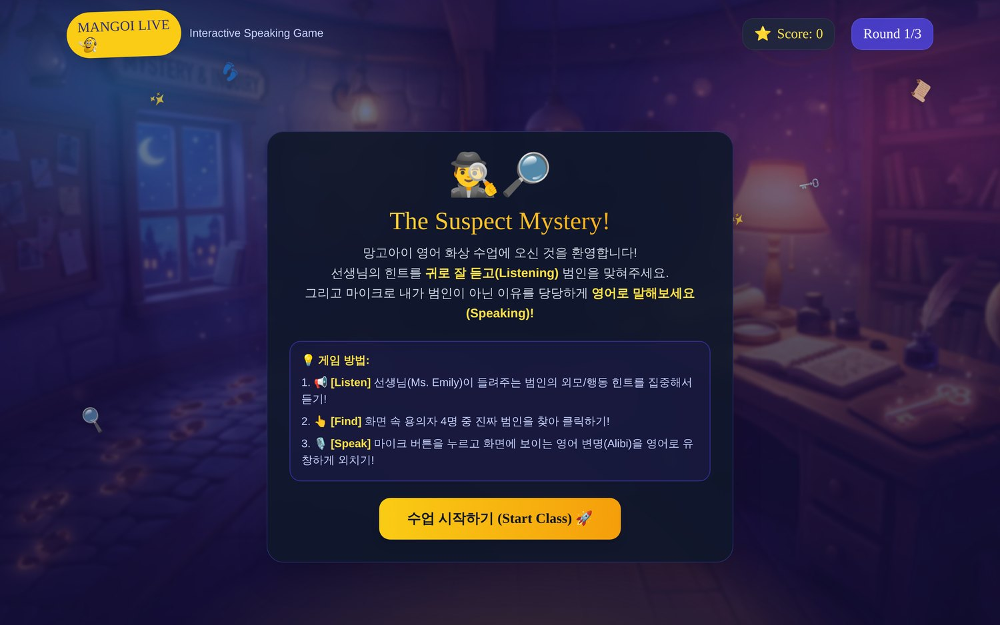 MANGOI LIVE
Interactive Speaking Game
Score: 0
Round 1/3
The Suspect Mystery!
망고아이 영어 화상 수업에 오신 것을 환영합니다!
선생님의 힌트를 귀로 잘 듣고(Listening) 범인을 맞혀주세요.
그리고 마이크로 내가 범인이 아닌 이유를 당당하게 영어로 말해보세요
(Speaking)!
게임 방법:
1. [Listen] 선생님(Ms. Emily)이 들려주는 범인의 외모/행동 힌트를 집중해서
듣기!
2. [Find] 화면 속 용의자 4명 중 진짜 범인을 찾아 클릭하기!
3. [Speak] 마이크 버튼을 누르고 화면에 보이는 영어 변명(Alibi)을 영어로 유
창하게 외치기!
수업 시작하기 (Start Class)